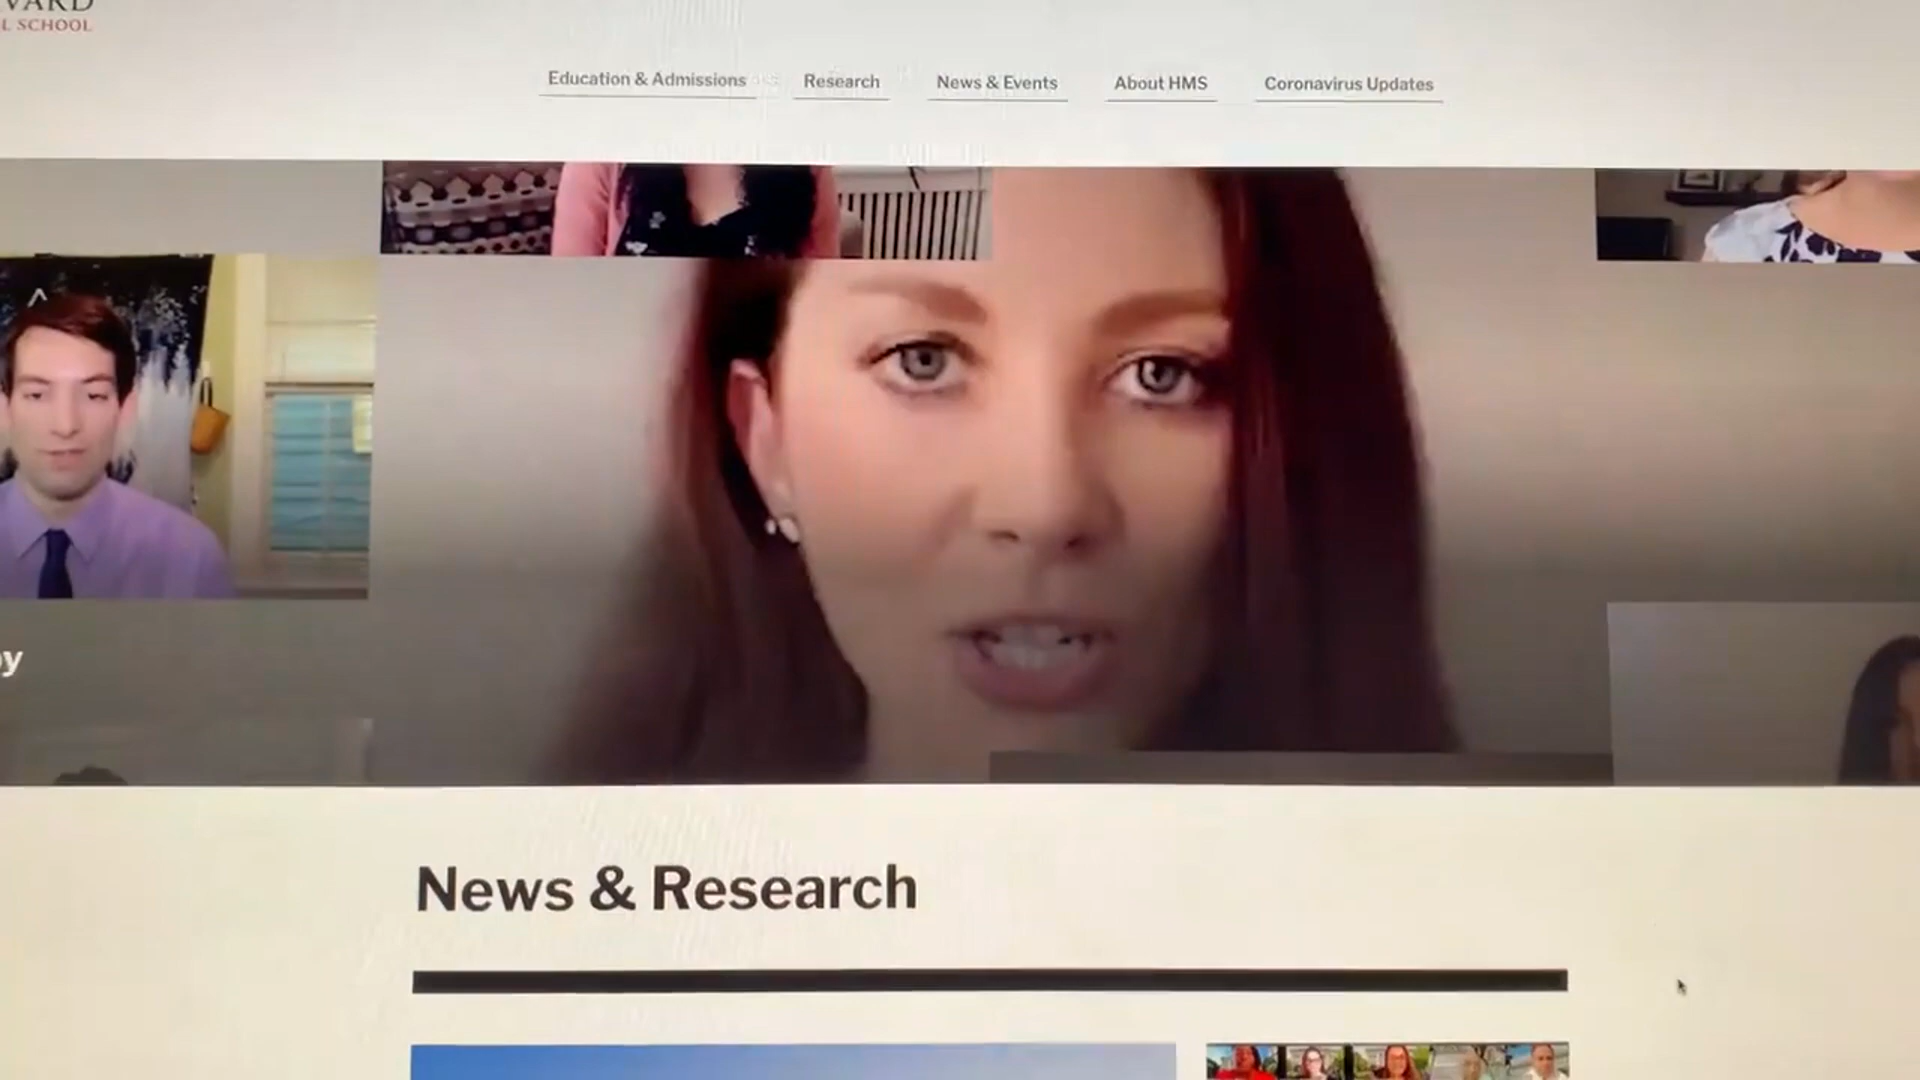 L SCHOOL
Education & Admissions
Research
News & Events
About HMS
Coronavirus Updates
News & Research